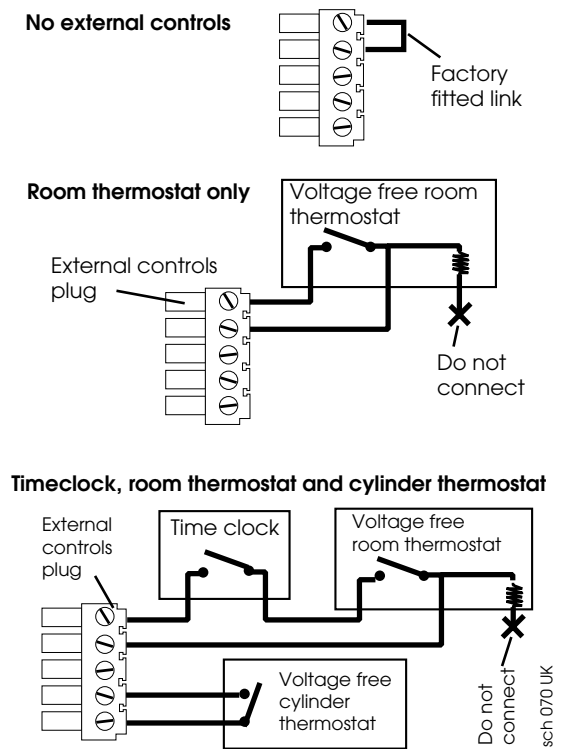 No external controls
Factory
fitted link
Room thermostat only
Voltage free room
thermostat
External controls
plug
Do not
connect
Timeclock, room thermostat and cylinder thermostat
External
controls
plug
Time clock
Voltage free
room thermostat
Voltage free
cylinder
thermostat
Do not
connect
sch 070 UK